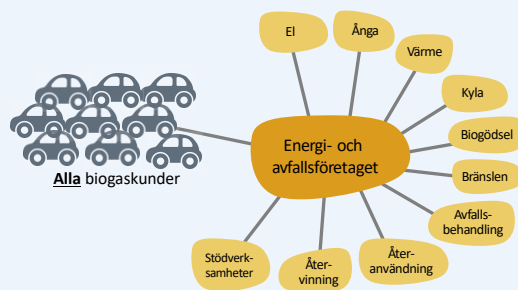 El
Ånga
Värme
Kyla
Biogödsel
Bränslen
Avfalls-
behandling
Åter-
användning
Åter-
vinning
Stödverk-
samheter
Energi- och
avfallsföretaget
Alla biogaskunder